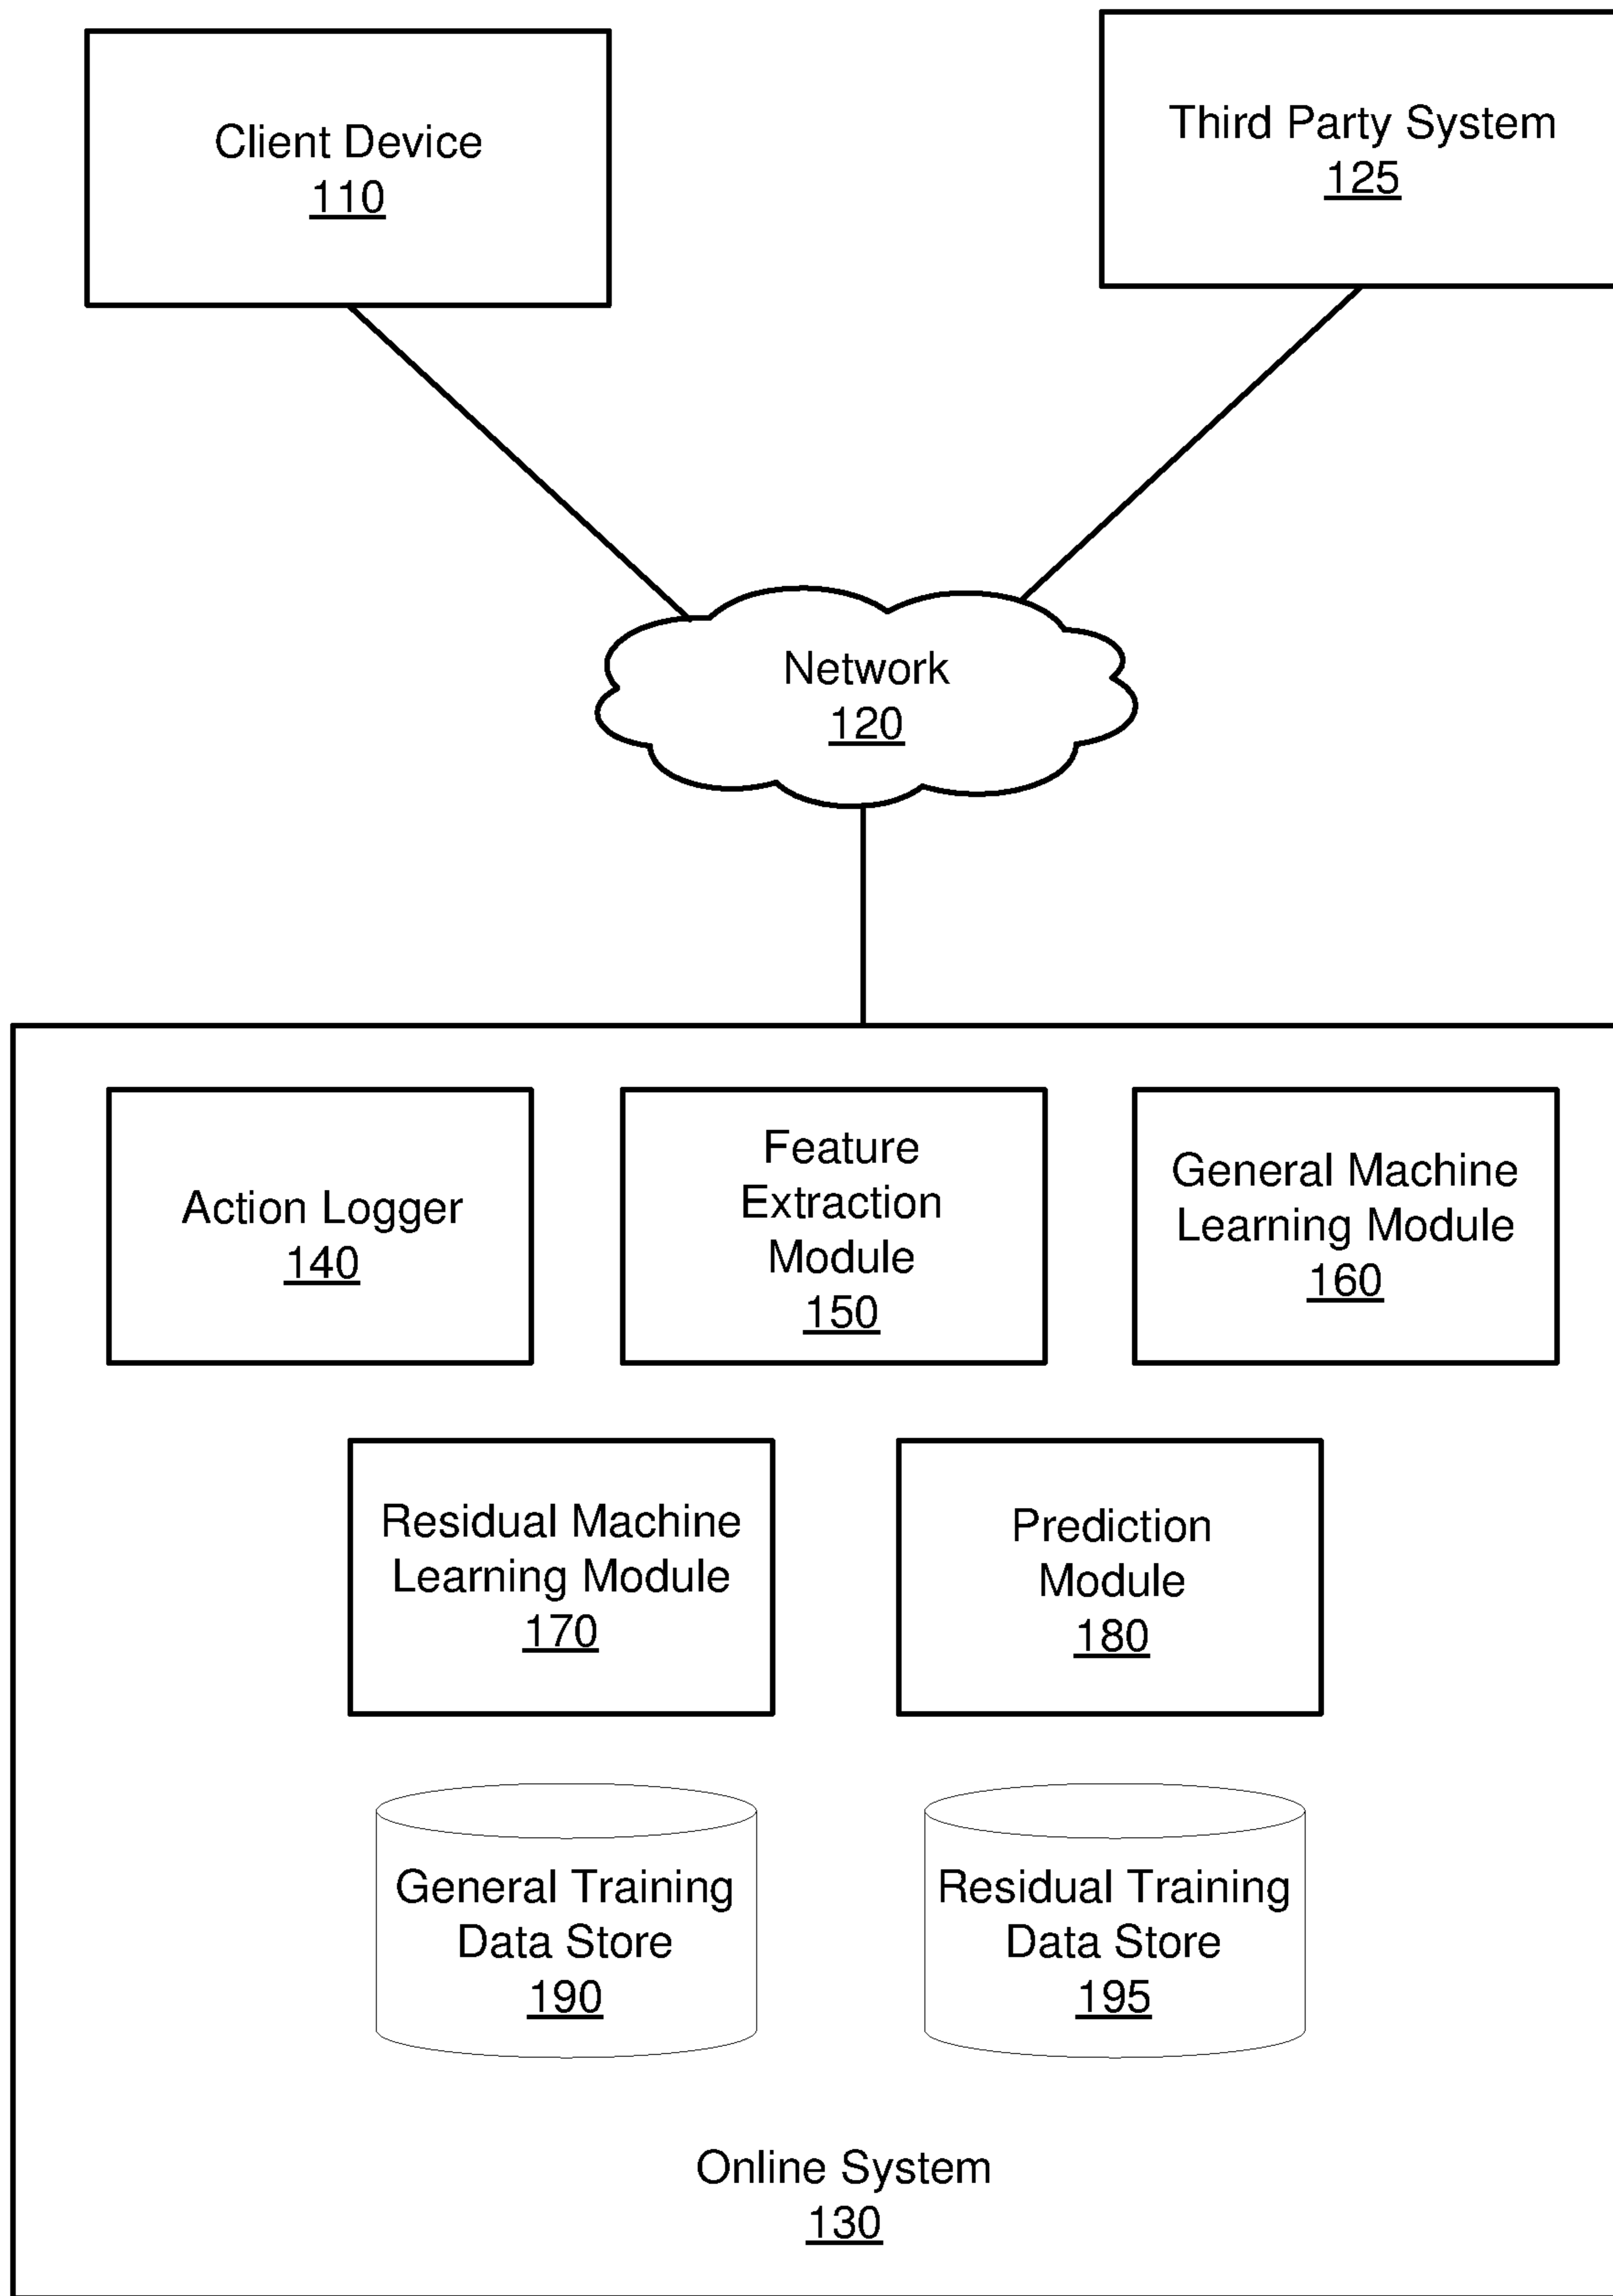 Client Device
110
Third Party System
125
Network
120
Action Logger
140
Feature
Extraction
Module
150
General Machine
Learning Module
160
Residual Machine
Learning Module
170
Prediction
Module
180
General Training
Data Store
190
Residual Training
Data Store
195
Online System
130